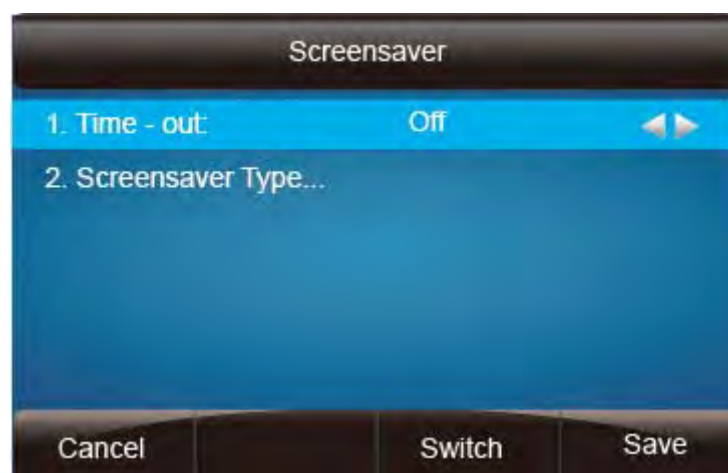 Screensaver
1. Time - out: Off
2. Screensaver Type...
Cancel Switch Save